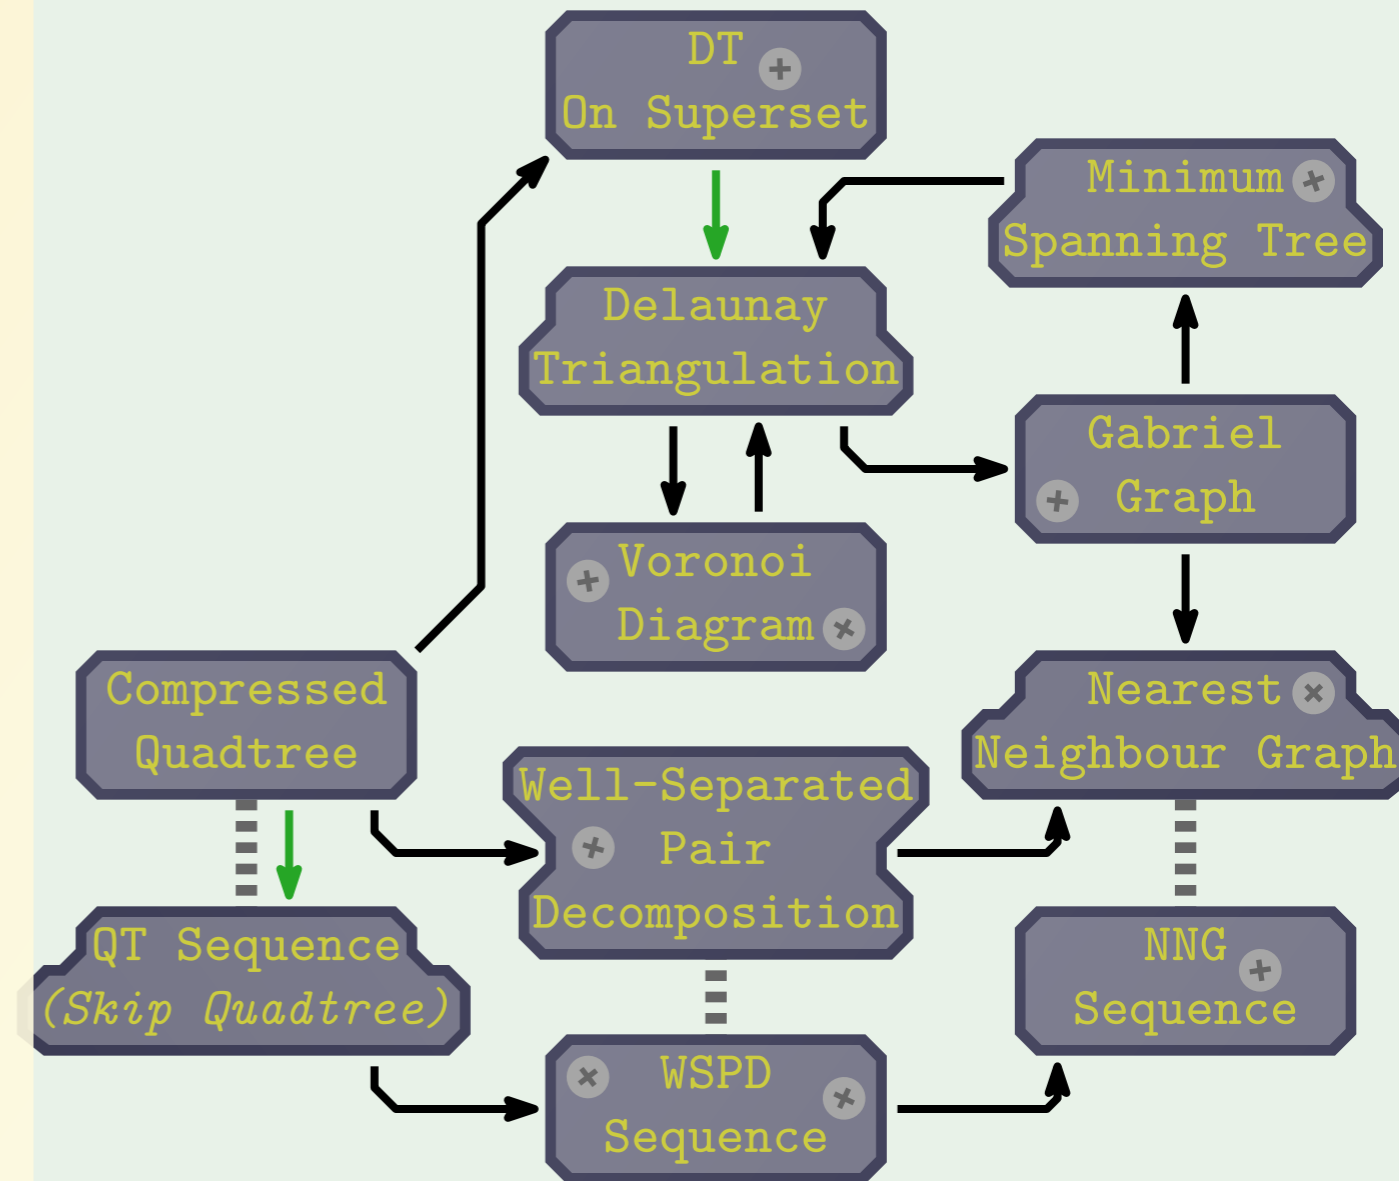 DT
On Superset
Minimum
Spanning Tree
Delaunay
Triangulation
Gabriel
Graph
Voronoi
Diagram
Compressed
Quadtree
Nearest
Neighbour Graph
Well-Separated
Pair
Decomposition
QT Sequence
(Skip Quadtree)
NNG
Sequence
WSPD
Sequence